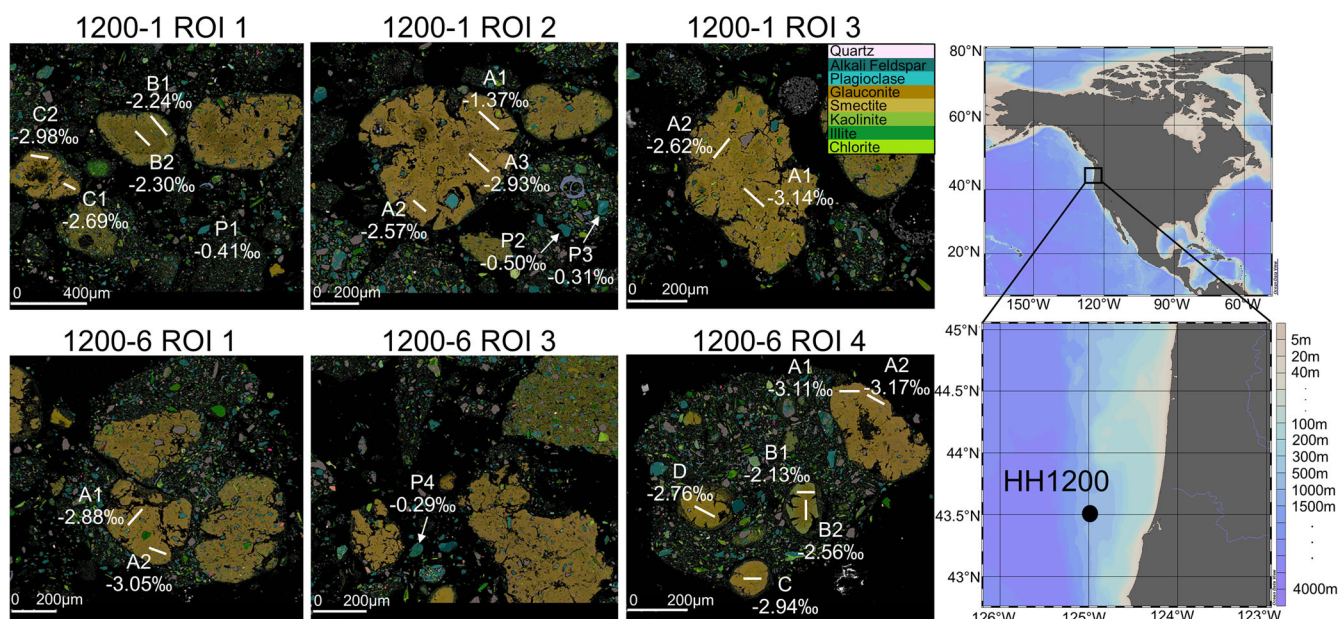 1200-1 ROI 1
C2
-2.98‰
B1
-2.24‰
B2
-2.30‰
C1
-2.69‰
P1
-0.41‰
0 400µm
1200-1 ROI 2
A1
-1.37‰
A3
-2.93‰
A2
-2.57‰
P2
-0.50‰
P3
-0.31‰
0 200µm
1200-1 ROI 3
Quartz
Alkali Feldspar
Plagioclase
Glauconite
Smectite
Kaolinite
Illite
Chlorite
A2
-2.62‰
A1
-3.14‰
0 200µm
80°N
60°N
40°N
20°N
150°W 120°W 90°W 60°W
1200-6 ROI 1
A1
-2.88‰
A2
-3.05‰
0 200µm
1200-6 ROI 3
P4
-0.29‰
0 200µm
1200-6 ROI 4
A1
-3.11‰
A2
-3.17‰
B1
-2.13‰
D
-2.76‰
B2
-2.56‰
C
-2.94‰
0 200µm
45°N
44.5°N
44°N
43.5°N
43°N
HH1200
126°W 125°W 124°W 123°W
5m
20m
40m
.
.
100m
200m
300m
500m
1000m
1500m
.
.
4000m